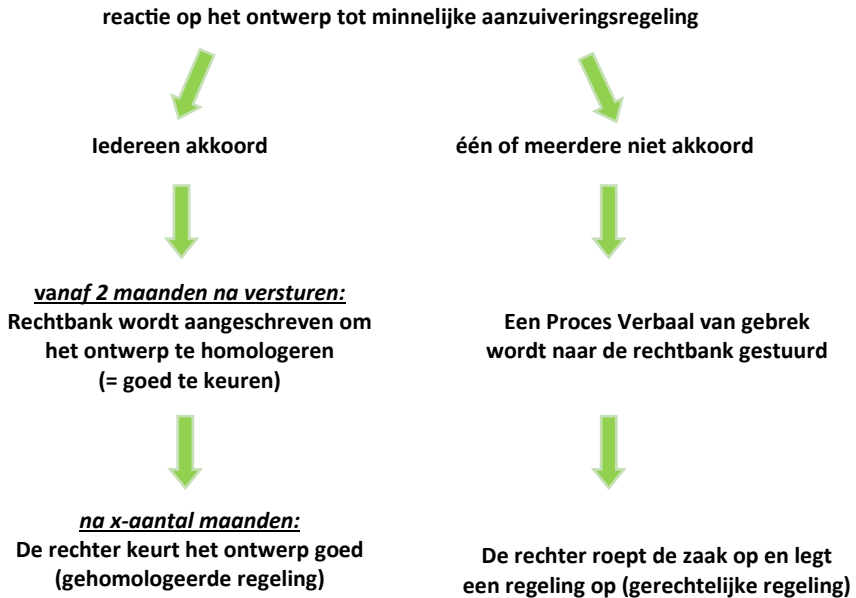 reactie op het ontwerp tot minnelijke aanzuiveringsregeling
Iedereen akkoord
één of meerdere niet akkoord
vanaf 2 maanden na versturen:
Rechtbank wordt aangeschreven om
het ontwerp te homologeren
(= goed te keuren)
Een Proces Verbaal van gebrek
wordt naar de rechtbank gestuurd
na x-aantal maanden:
De rechter keurt het ontwerp goed
(gehomologeerde regeling)
De rechter roept de zaak op en legt
een regeling op (gerechtelijke regeling)